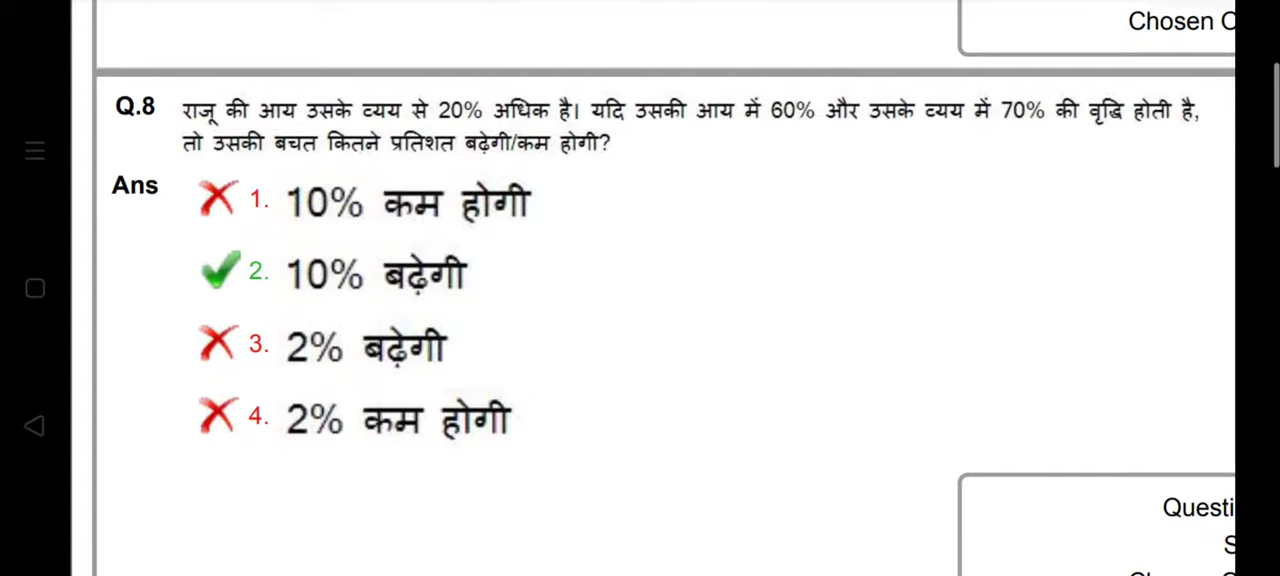 Chosen O
Q.8 राजू की आय उसके व्यय से 20% अधिक है। यदि उसकी आय में 60% और उसके व्यय में 70% की वृद्धि होती है,
तो उसकी बचत कितने प्रतिशत बढ़ेगी/कम होगी?
Ans
1. 10% कम होगी
2. 10% बढ़ेगी
3. 2% बढ़ेगी
4. 2% कम होगी
Questi